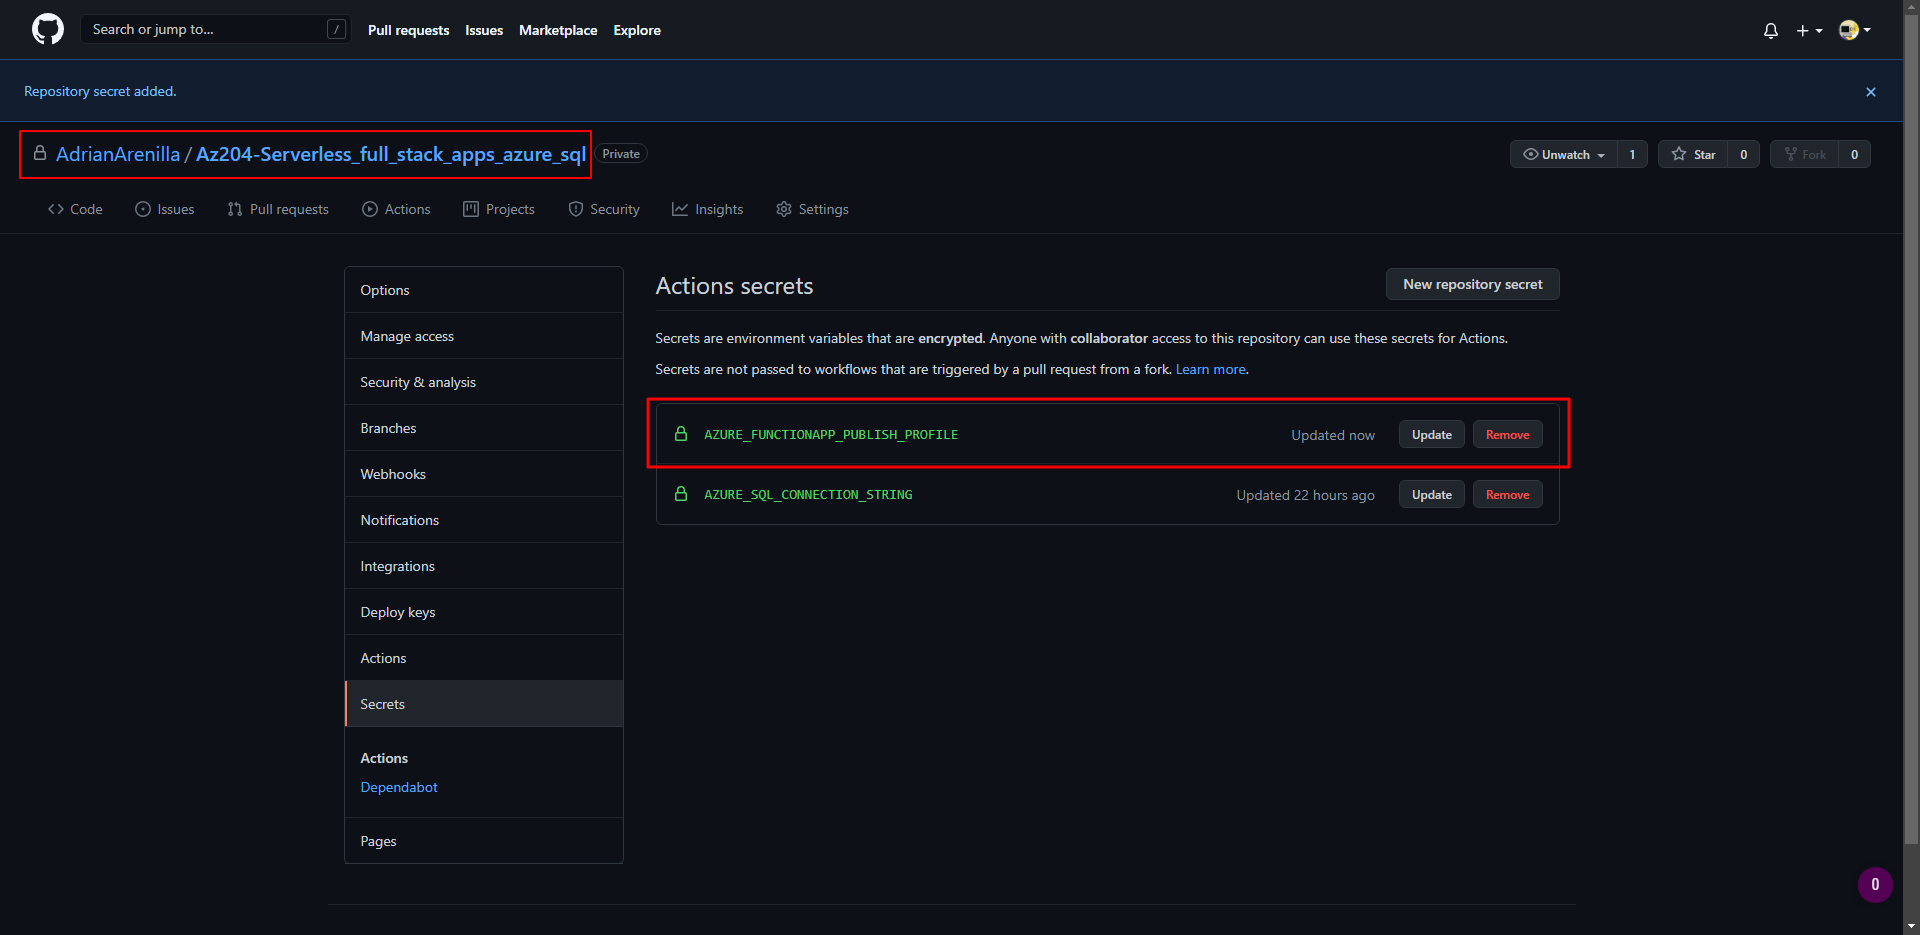 Search or jump to... /
Pull requests Issues Marketplace Explore
Repository secret added.
AdrianArenilla / Az204-Serverless_full_stack_apps_azure_sql Private
Unwatch 1 Star 0 Fork 0
Code Issues Pull requests Actions Projects Security Insights Settings
Options
Manage access
Security & analysis
Branches
Webhooks
Notifications
Integrations
Deploy keys
Actions
Secrets
Actions
Dependabot
Pages
Actions secrets
New repository secret
Secrets are environment variables that are encrypted. Anyone with collaborator access to this repository can use these secrets for Actions.
Secrets are not passed to workflows that are triggered by a pull request from a fork. Learn more.
AZURE_FUNCTIONAPP_PUBLISH_PROFILE Updated now Update Remove
AZURE_SQL_CONNECTION_STRING Updated 22 hours ago Update Remove
0